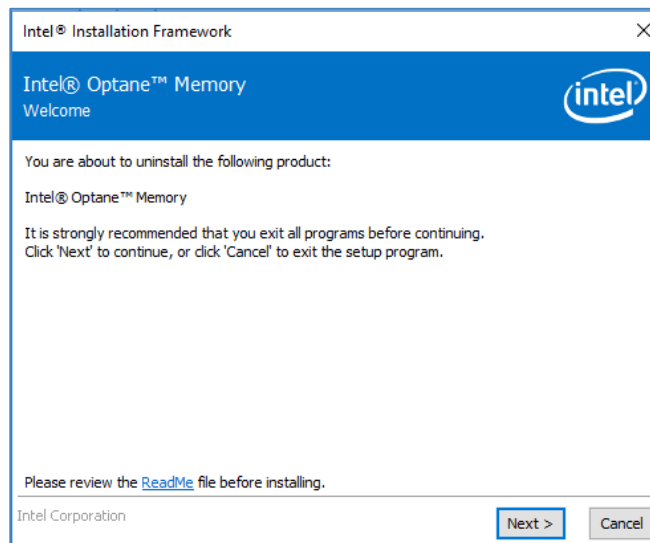 Intel® Installation Framework
Intel® Optane™ Memory
Welcome
intel
You are about to uninstall the following product:
Intel® Optane™ Memory
It is strongly recommended that you exit all programs before continuing.
Click 'Next' to continue, or click 'Cancel' to exit the setup program.
Please review the ReadMe file before installing.
Intel Corporation
Next >
Cancel